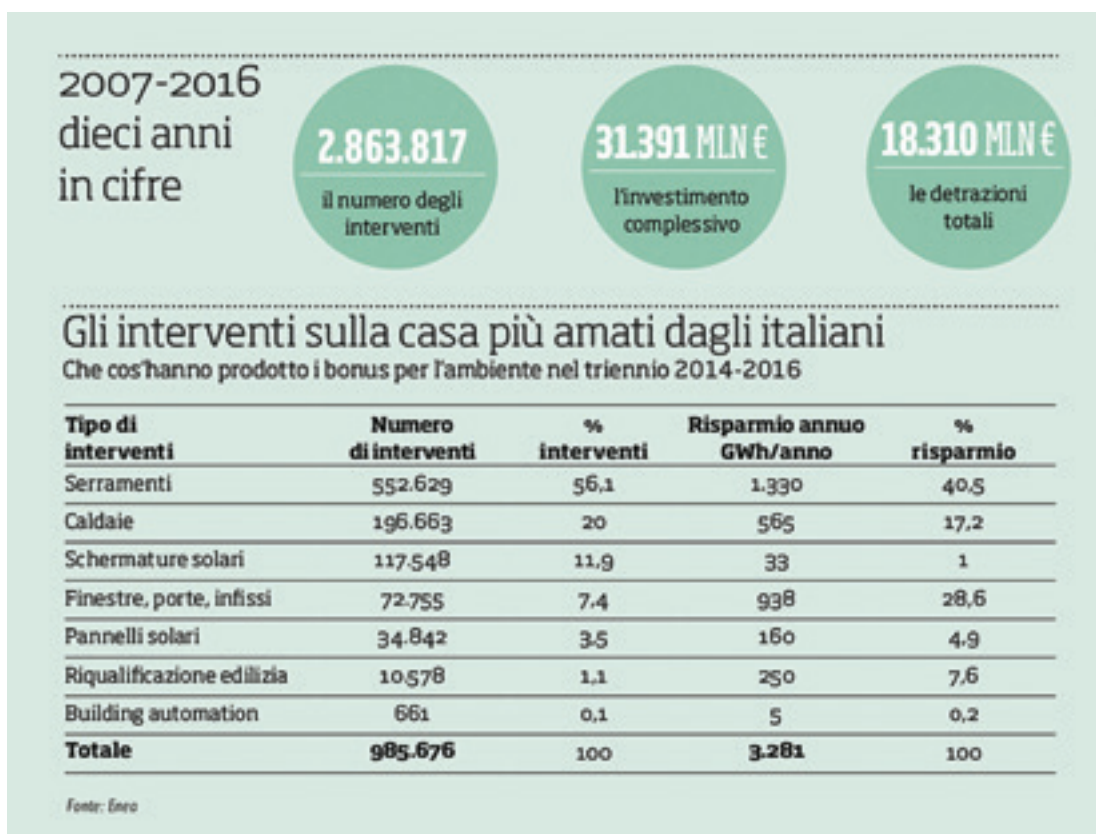 2007-2016
dieci anni
in cifre
2.863.817
il numero degli
interventi
31.391 MLN €
l'investimento
complessivo
18.310 MLN €
le detrazioni
totali
Gli interventi sulla casa più amati dagli italiani
Che cos'hanno prodotto i bonus per l'ambiente nel triennio 2014-2016
Tipo di interventi Numero di interventi % interventi Risparmio annuo GWh/anno % risparmio
Serramenti 552.629 56,1 1.330 40,5
Caldaie 196.663 20 565 17,2
Schermature solari 117.548 11,9 33 1
Finestre, porte, infissi 72.755 7,4 938 28,6
Pannelli solari 34.842 3,5 160 4,9
Riqualificazione edilizia 10.578 1,1 250 7,6
Building automation 661 0,1 5 0,2
Totale 985.676 100 3.281 100
Fonte: Enea